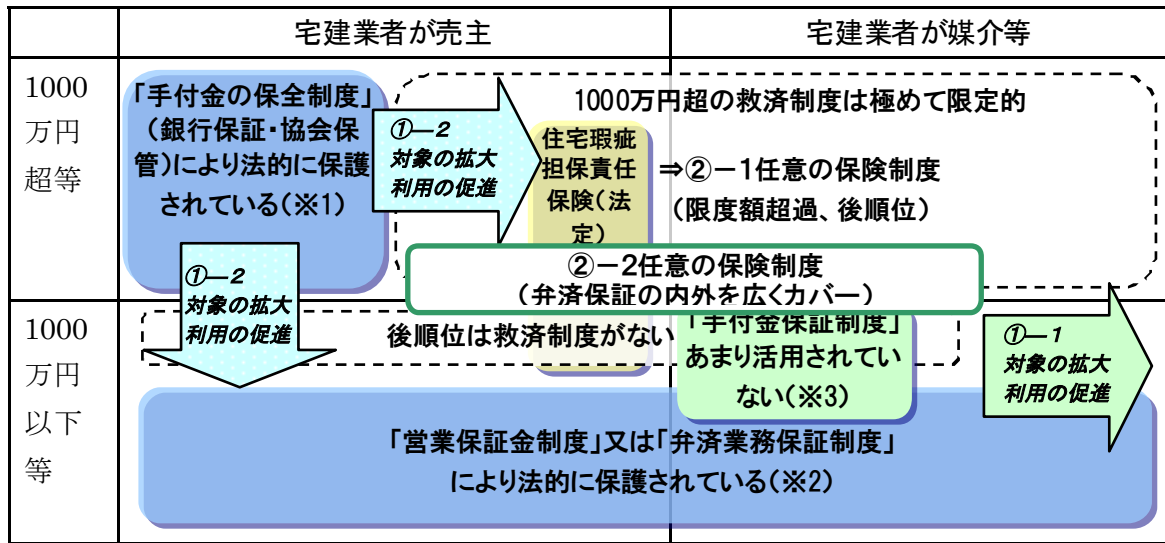 宅建業者が売主
宅建業者が媒介等
1000
万円
超等
「手付金の保全制度」
（銀行保証・協会保
管）により法的に保護
されている（※1）
①―2
対象の拡大
利用の促進
1000万円超の救済制度は極めて限定的
住宅瑕疵
担保責任
保険（法
定）
⇒②－1任意の保険制度
（限度額超過、後順位）
②－2任意の保険制度
（弁済保証の内外を広くカバー）
①―2
対象の拡大
利用の促進
1000
万円
以下
等
後順位は救済制度がない
「手付金保証制度」
あまり活用されてい
ない（※3）
①―1
対象の拡大
利用の促進
「営業保証金制度」又は「弁済業務保証制度」
により法的に保護されている（※2）